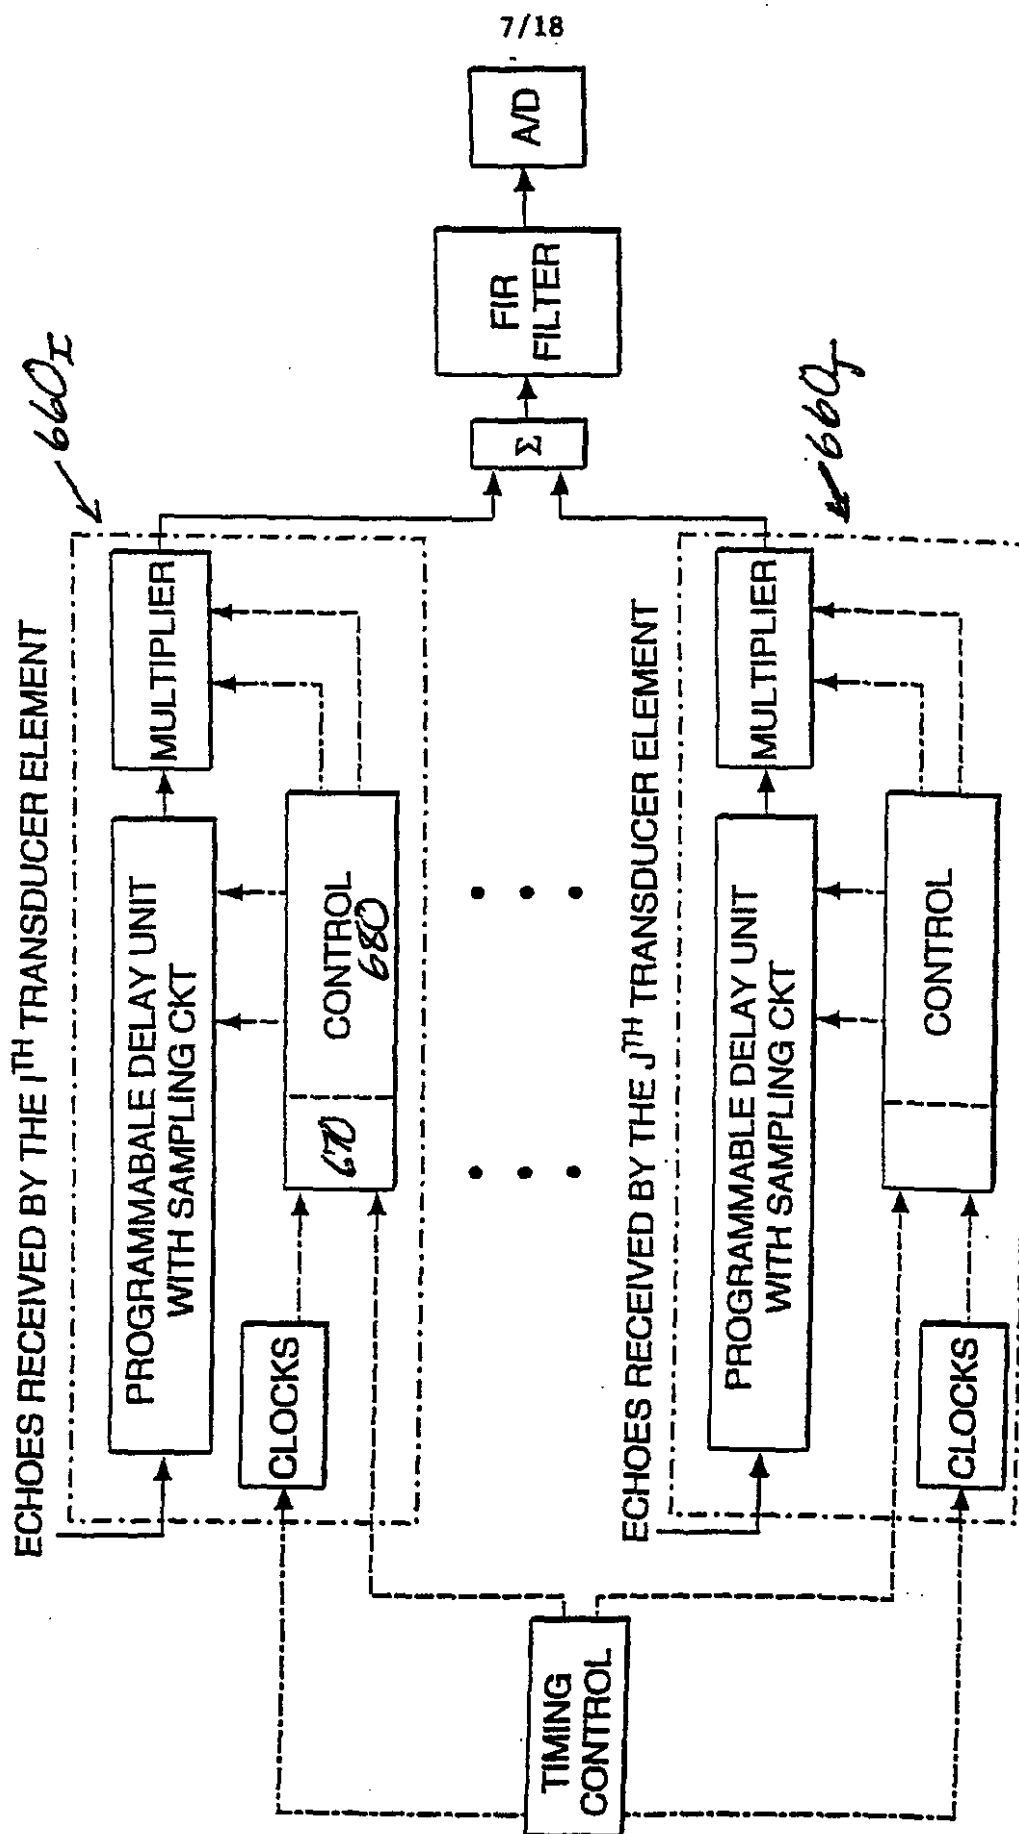 7/18
ECHOES RECEIVED BY THE ITH TRANSDUCER ELEMENT
660I
PROGRAMMABALE DELAY UNIT
WITH SAMPLING CKT
MULTIPLIER
CLOCKS
670
CONTROL
680
TIMING
CONTROL
Σ
FIR
FILTER
A/D
ECHOES RECEIVED BY THE JTH TRANSDUCER ELEMENT
660J
PROGRAMMABLE DELAY UNIT
WITH SAMPLING CKT
MULTIPLIER
CLOCKS
CONTROL